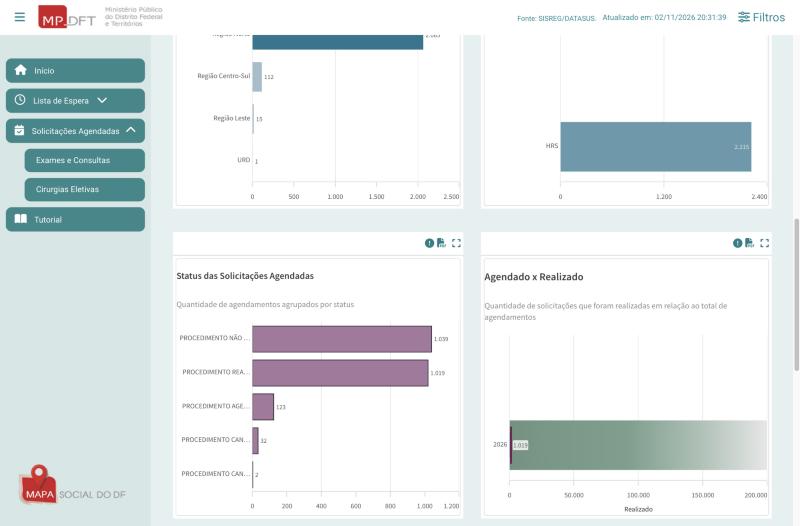 MP DFT
Ministério Público
do Distrito Federal
e Territórios
Fonte: SISREG/DATASUS.
Atualizado em: 02/11/2026 20:31:39
Filtros
Início
Lista de Espera
Solicitações Agendadas
Exames e Consultas
Cirurgias Eletivas
Tutorial
MAPA SOCIAL DO DF
Região Centro-Sul
112
Região Leste
15
URD
1
0 500 1.000 1.500 2.000 2.500
HRS
2.215
0 1.200 2.400
Status das Solicitações Agendadas
Quantidade de agendamentos agrupados por status
PROCEDIMENTO NÃO ...
1.039
PROCEDIMENTO REA...
1.019
PROCEDIMENTO AGE...
123
PROCEDIMENTO CAN...
32
PROCEDIMENTO CAN...
2
0 200 400 600 800 1.000 1.200
Agendado x Realizado
Quantidade de solicitações que foram realizadas em relação ao total de
agendamentos
2026
1.019
0 50.000 100.000 150.000 200.000
Realizado